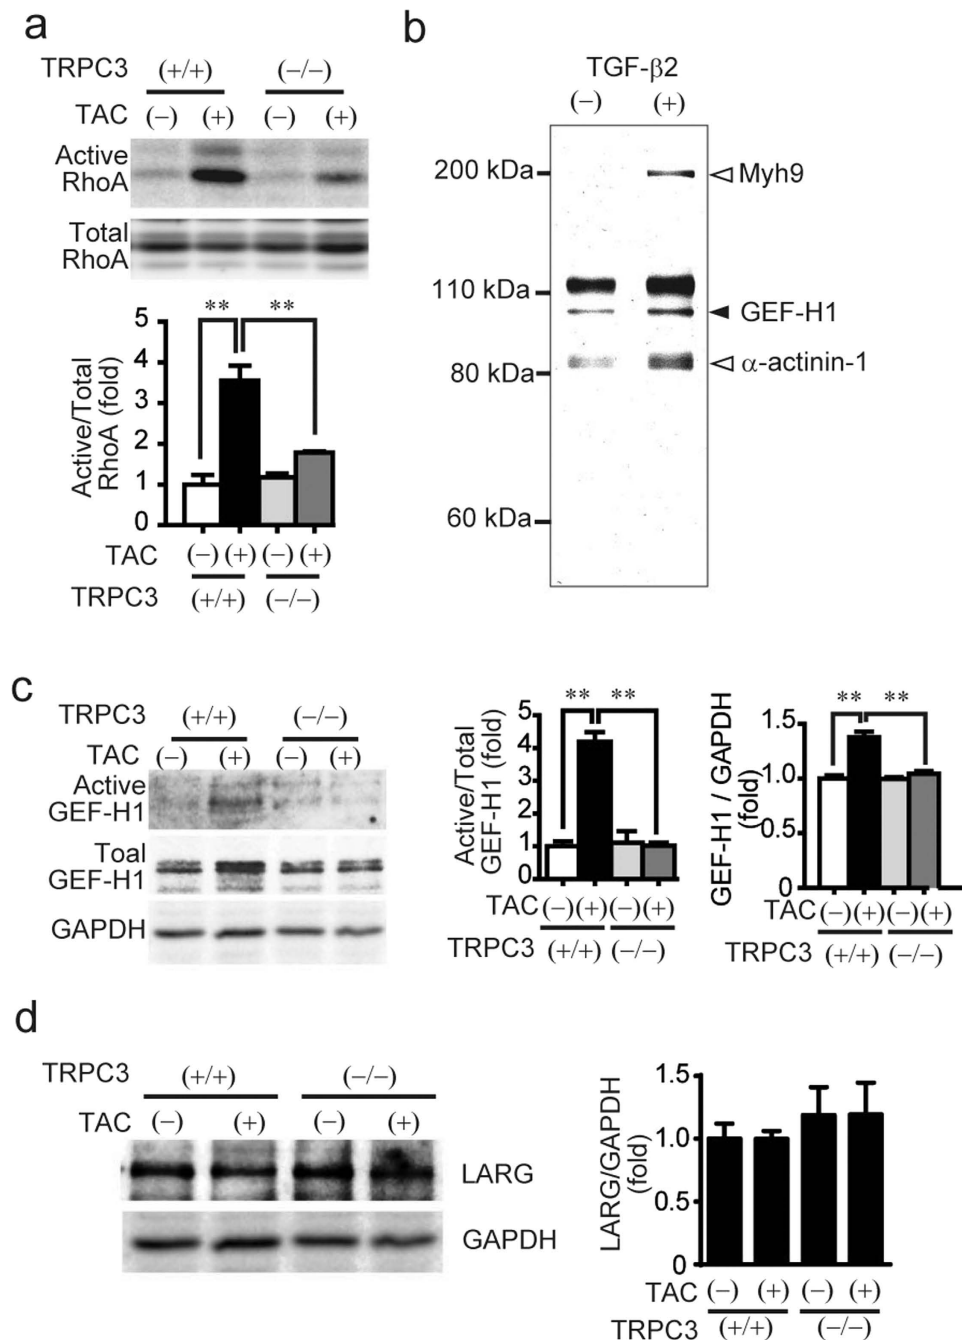 a
TRPC3 (+/+) (−/−)
TAC (−) (+) (−) (+)
Active
RhoA
Total
RhoA
** **
Active/Total
RhoA (fold)
5
4
3
2
1
0
TAC (−) (+) (−) (+)
TRPC3 (+/+) (−/−)
b
TGF-β2
(−) (+)
200 kDa
Myh9
110 kDa
GEF-H1
80 kDa
α-actinin-1
60 kDa
c
TRPC3 (+/+) (−/−)
TAC (−) (+) (−) (+)
Active
GEF-H1
Toal
GEF-H1
GAPDH
** **
Active/Total
GEF-H1 (fold)
5
4
3
2
1
0
TAC (−) (+) (−) (+)
TRPC3 (+/+) (−/−)
** **
GEF-H1 / GAPDH
(fold)
1.5
1.0
0.5
0
TAC (−) (+) (−) (+)
TRPC3 (+/+) (−/−)
d
TRPC3 (+/+) (−/−)
TAC (−) (+) (−) (+)
LARG
GAPDH
LARG/GAPDH
(fold)
1.5
1.0
0.5
0
TAC (−) (+) (−) (+)
TRPC3 (+/+) (−/−)